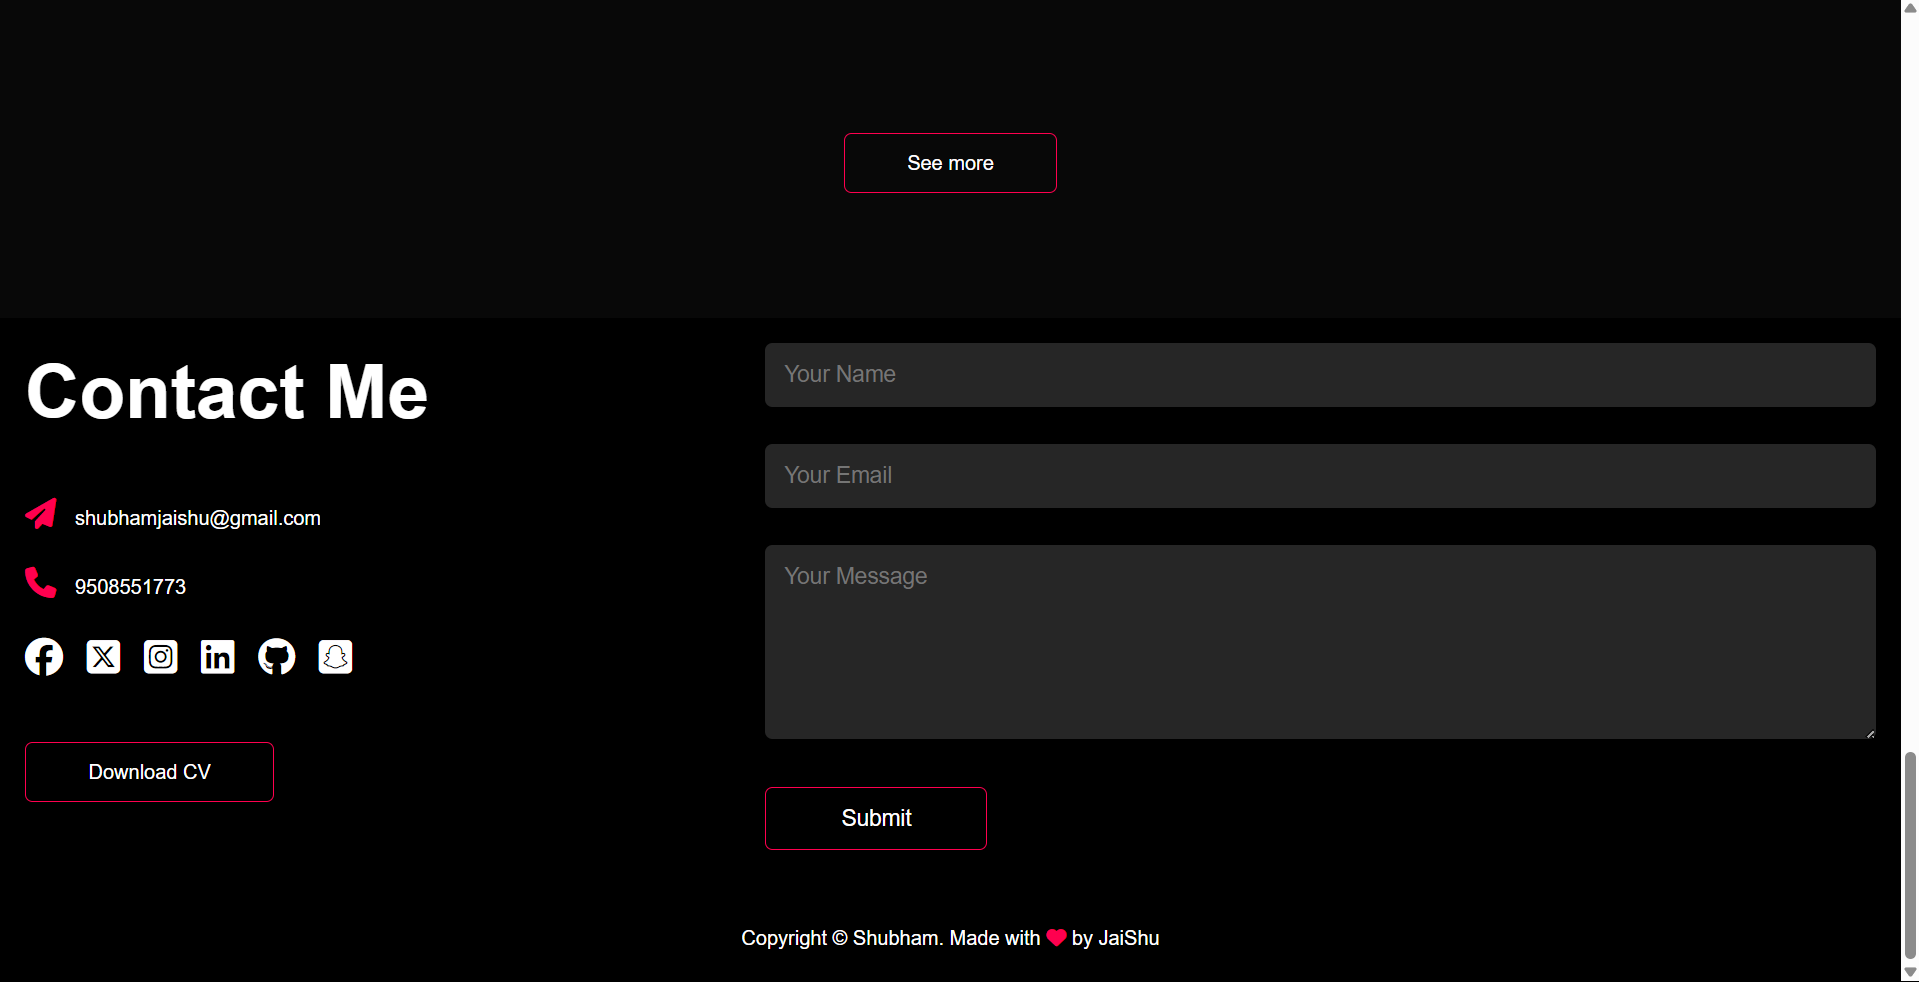 See more
Contact Me
shubhamjaishu@gmail.com
9508551773
Download CV
Your Name
Your Email
Your Message
Submit
Copyright © Shubham. Made with ❤ by JaiShu